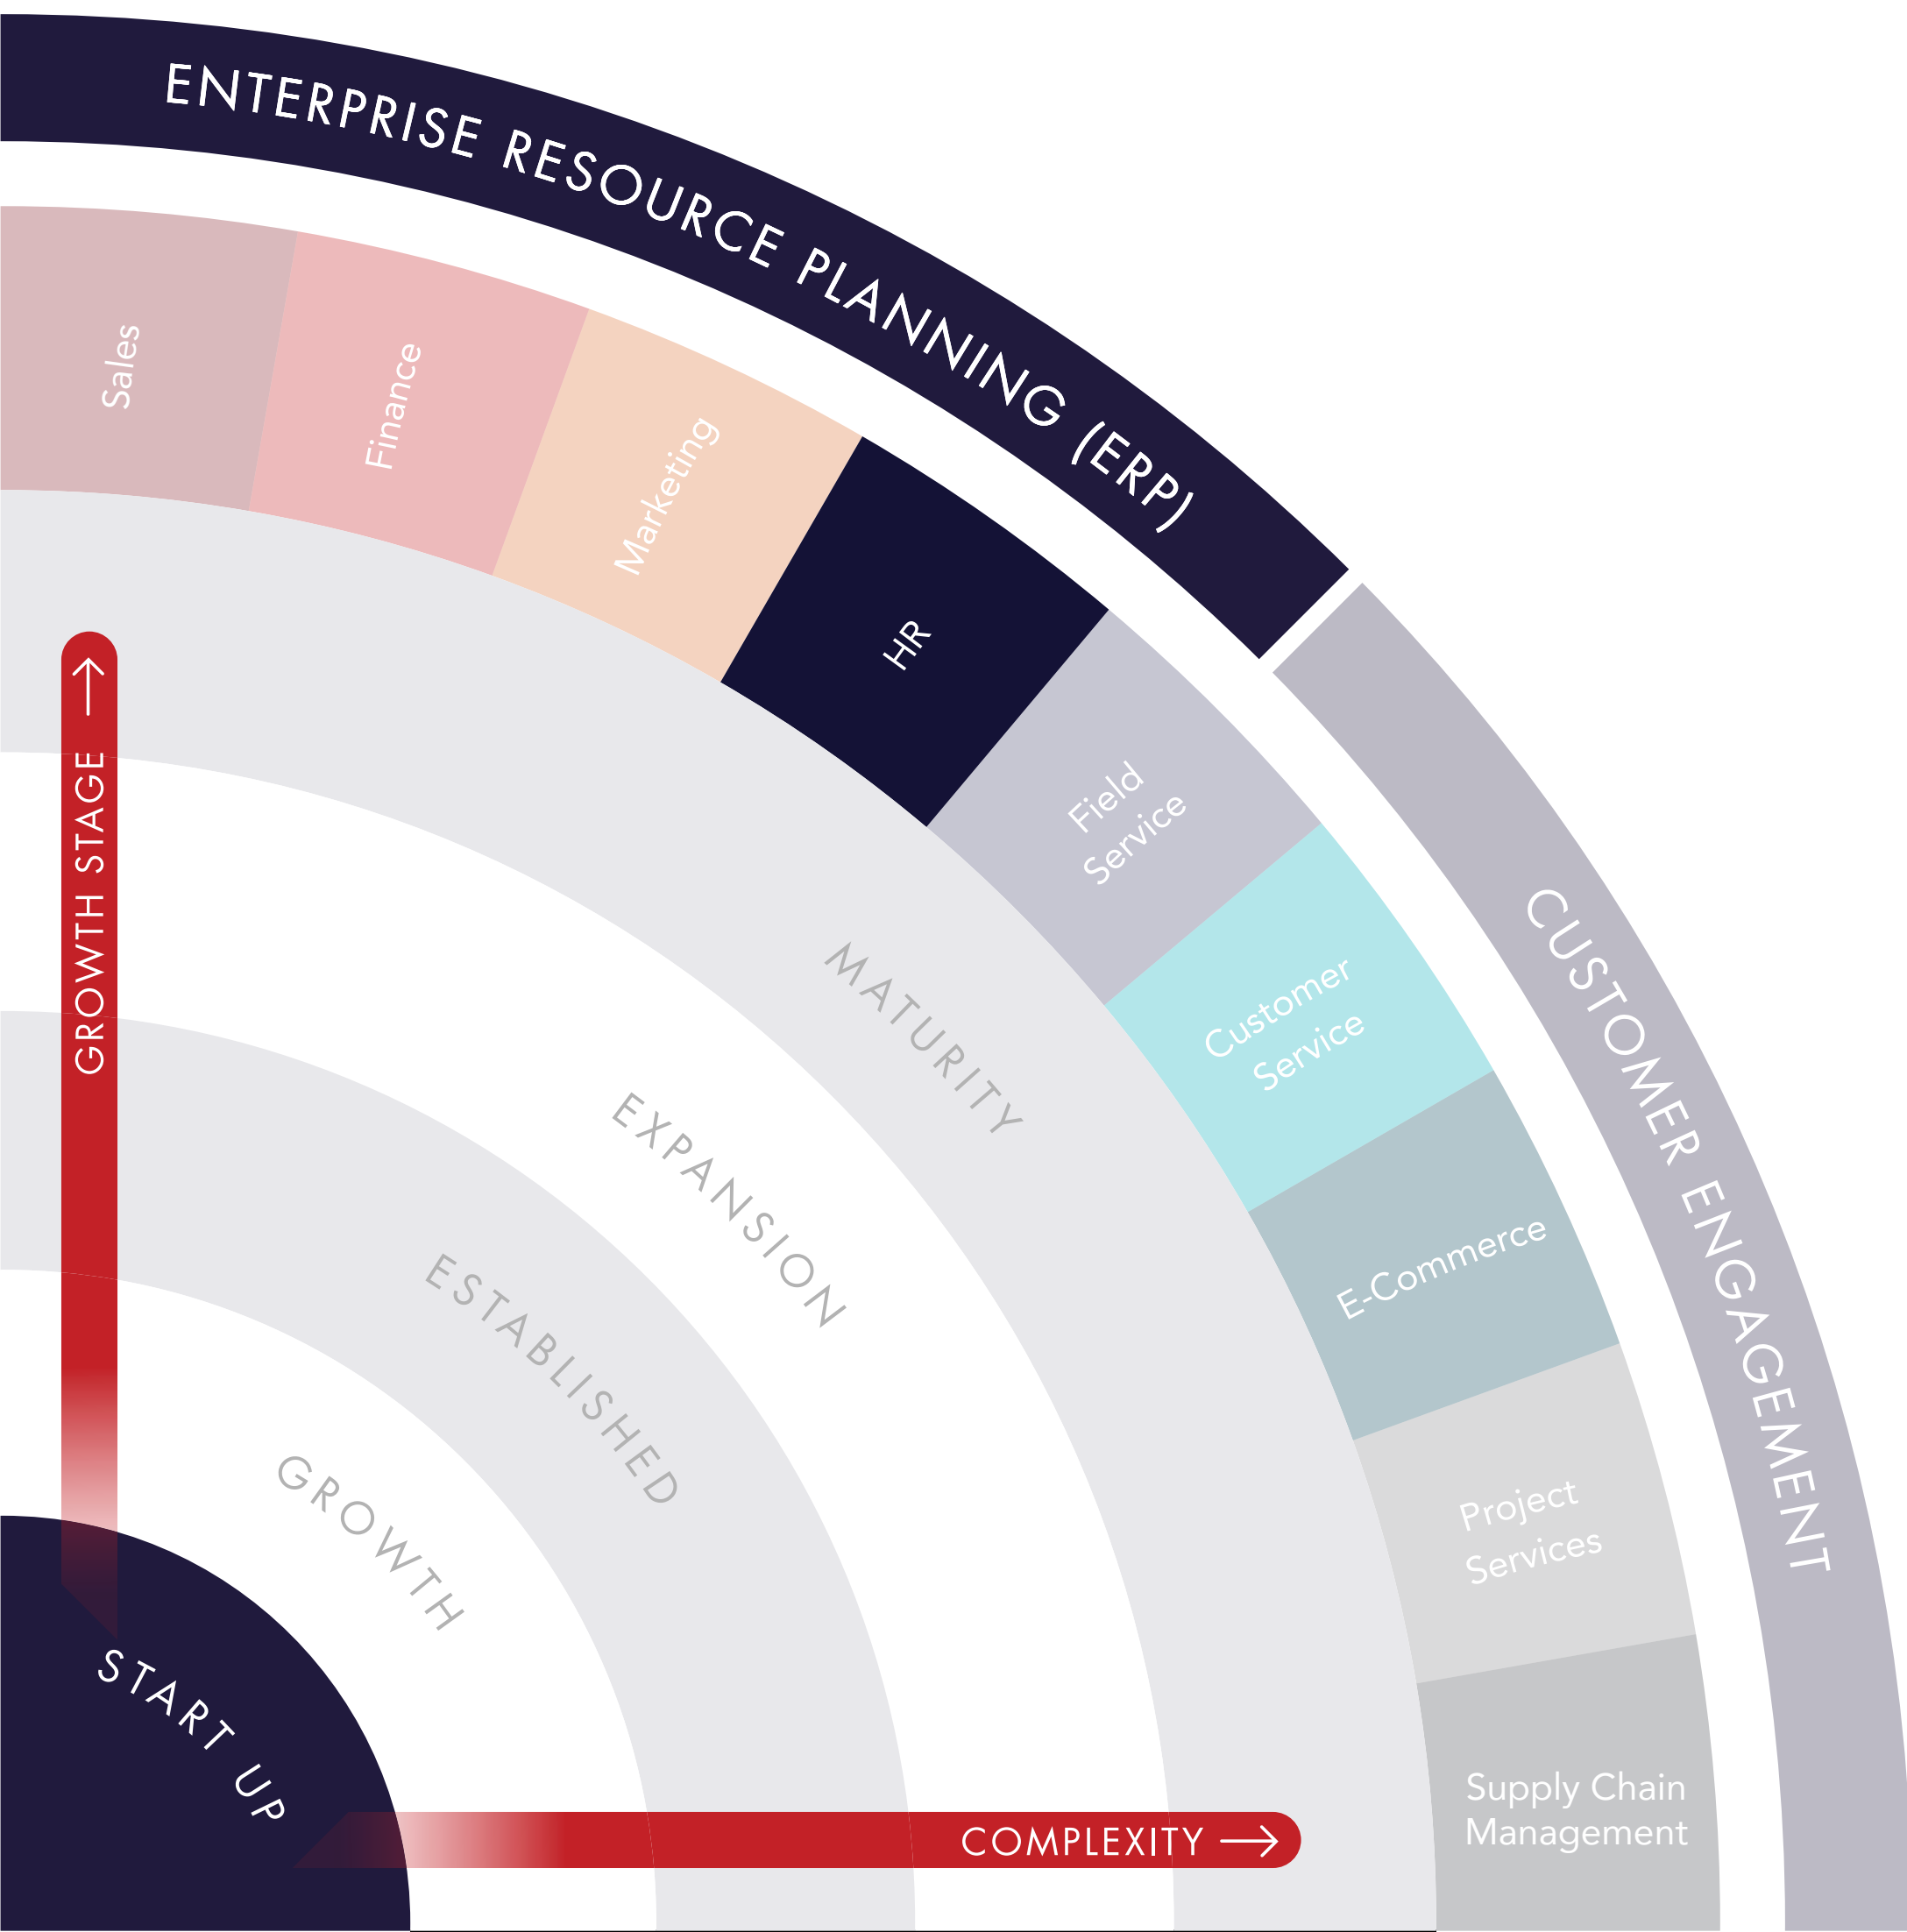 ENTERPRISE RESOURCE PLANNING (ERP)
CUSTOMER ENGAGEMENT
Sales
Finance
Marketing
HR
Field
Service
Customer
Service
E-Commerce
Project
Services
Supply Chain
Management
MATURITY
EXPANSION
ESTABLISHED
GROWTH
START UP
GROWTH STAGE →
COMPLEXITY →